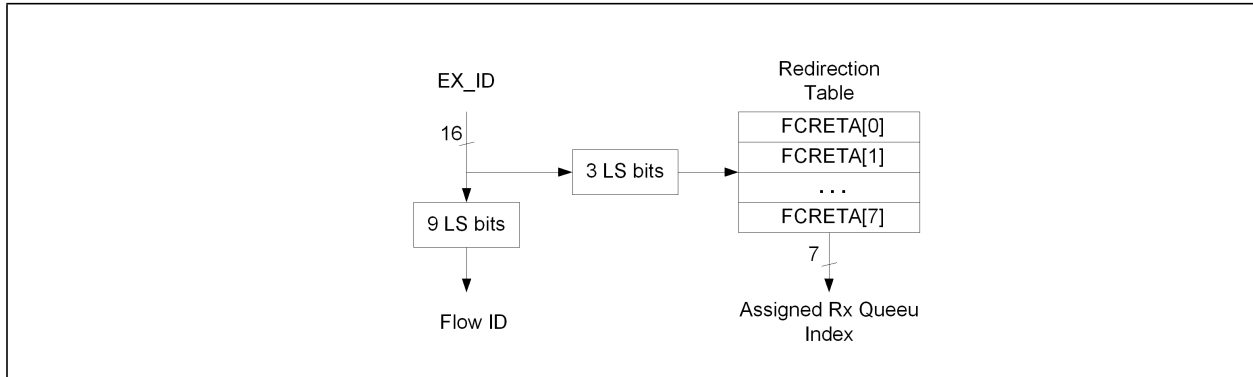 EX_ID
16
9 LS bits
Flow ID
3 LS bits
Redirection
Table
FCRETA[0]
FCRETA[1]
. . .
FCRETA[7]
7
Assigned Rx Queeu
Index